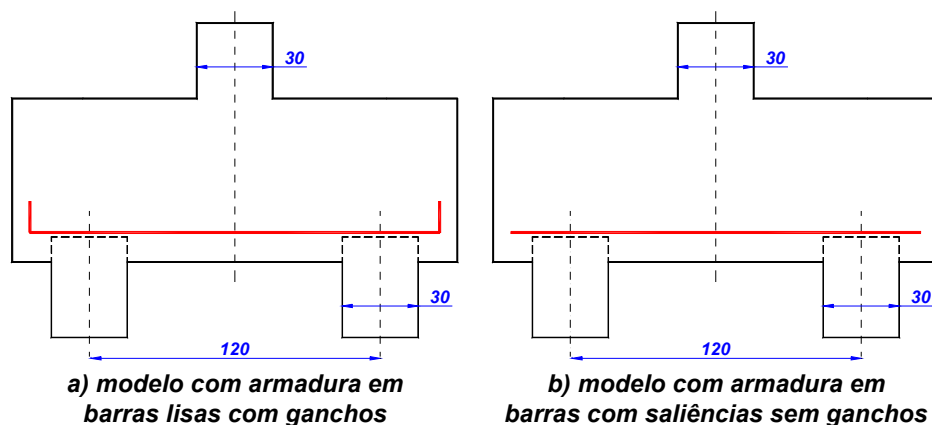 30
30
30
30
120
120
a) modelo com armadura em
barras lisas com ganchos
b) modelo com armadura em
barras com saliências sem ganchos